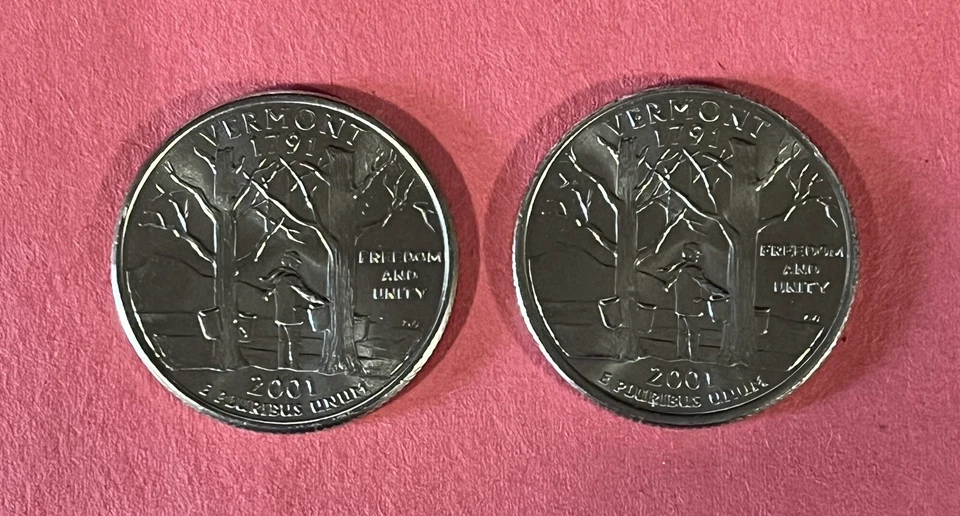 VERMONT
1791
FREEDOM
AND
UNITY
2001
E PLURIBUS UNUM
VERMONT
1791
FREEDOM
AND
UNITY
2001
E PLURIBUS UNUM